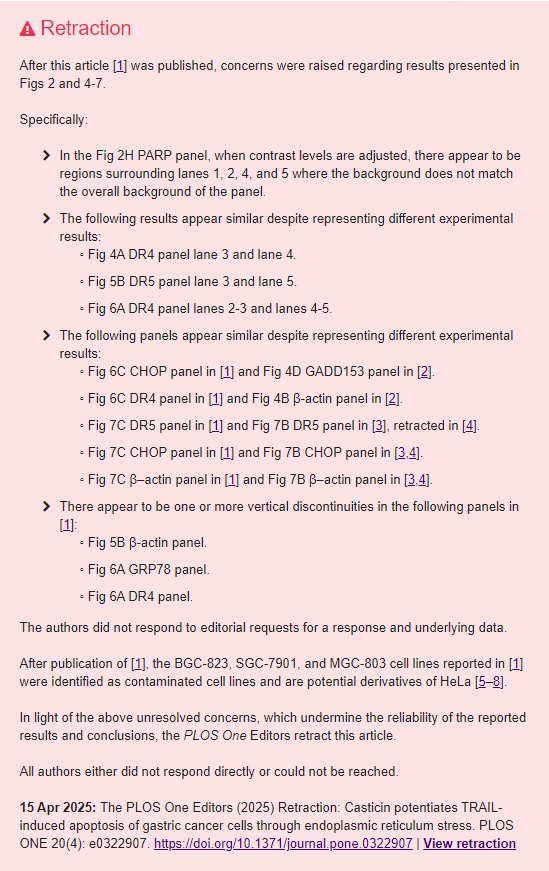 Retraction
After this article [1] was published, concerns were raised regarding results presented in
Figs 2 and 4-7.
Specifically:
In the Fig 2H PARP panel, when contrast levels are adjusted, there appear to be
regions surrounding lanes 1, 2, 4, and 5 where the background does not match
the overall background of the panel.
The following results appear similar despite representing different experimental
results:
◦ Fig 4A DR4 panel lane 3 and lane 4.
◦ Fig 5B DR5 panel lane 3 and lane 5.
◦ Fig 6A DR4 panel lanes 2-3 and lanes 4-5.
The following panels appear similar despite representing different experimental
results:
◦ Fig 6C CHOP panel in [1] and Fig 4D GADD153 panel in [2].
◦ Fig 6C DR4 panel in [1] and Fig 4B β-actin panel in [2].
◦ Fig 7C DR5 panel in [1] and Fig 7B DR5 panel in [3], retracted in [4].
◦ Fig 7C CHOP panel in [1] and Fig 7B CHOP panel in [3,4].
◦ Fig 7C β–actin panel in [1] and Fig 7B β–actin panel in [3,4].
There appear to be one or more vertical discontinuities in the following panels in
[1]:
◦ Fig 5B β-actin panel.
◦ Fig 6A GRP78 panel.
◦ Fig 6A DR4 panel.
The authors did not respond to editorial requests for a response and underlying data.
After publication of [1], the BGC-823, SGC-7901, and MGC-803 cell lines reported in [1]
were identified as contaminated cell lines and are potential derivatives of HeLa [5–8].
In light of the above unresolved concerns, which undermine the reliability of the reported
results and conclusions, the PLOS One Editors retract this article.
All authors either did not respond directly or could not be reached.
15 Apr 2025: The PLOS One Editors (2025) Retraction: Casticin potentiates TRAIL-
induced apoptosis of gastric cancer cells through endoplasmic reticulum stress. PLOS
ONE 20(4): e0322907. https://doi.org/10.1371/journal.pone.0322907 | View retraction